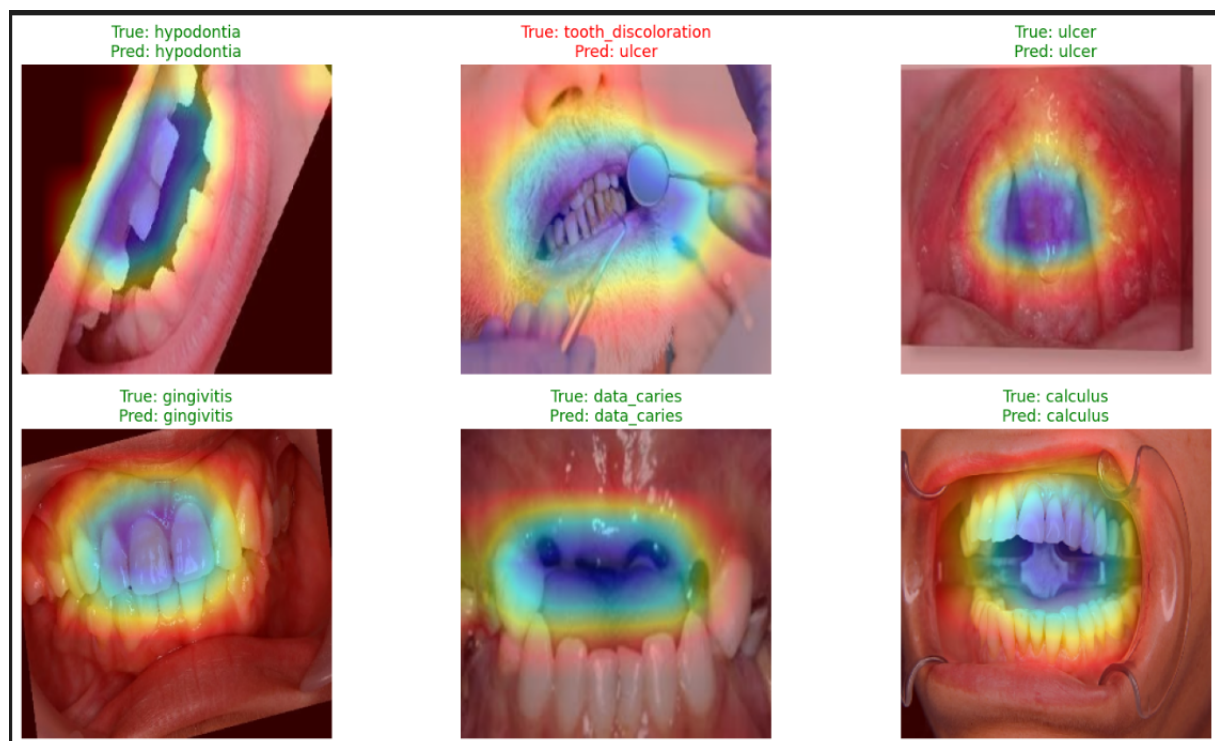 True: hypodontia
Pred: hypodontia
True: tooth_discoloration
Pred: ulcer
True: ulcer
Pred: ulcer
True: gingivitis
Pred: gingivitis
True: data_caries
Pred: data_caries
True: calculus
Pred: calculus